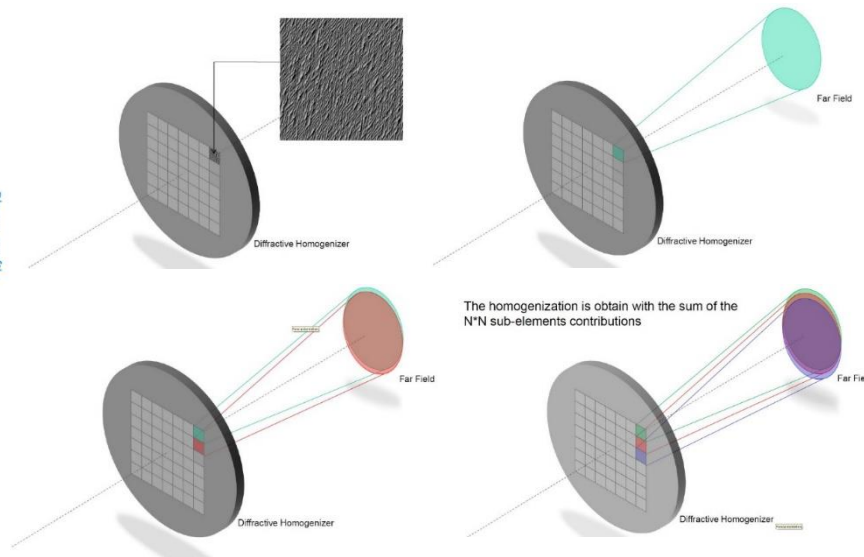 Far Field
Diffractive Homogenizer
Diffractive Homogenizer
The homogenization is obtain with the sum of the
N*N sub-elements contributions
Far Field
Far Fie
Diffractive Homogenizer
Diffractive Homogenizer